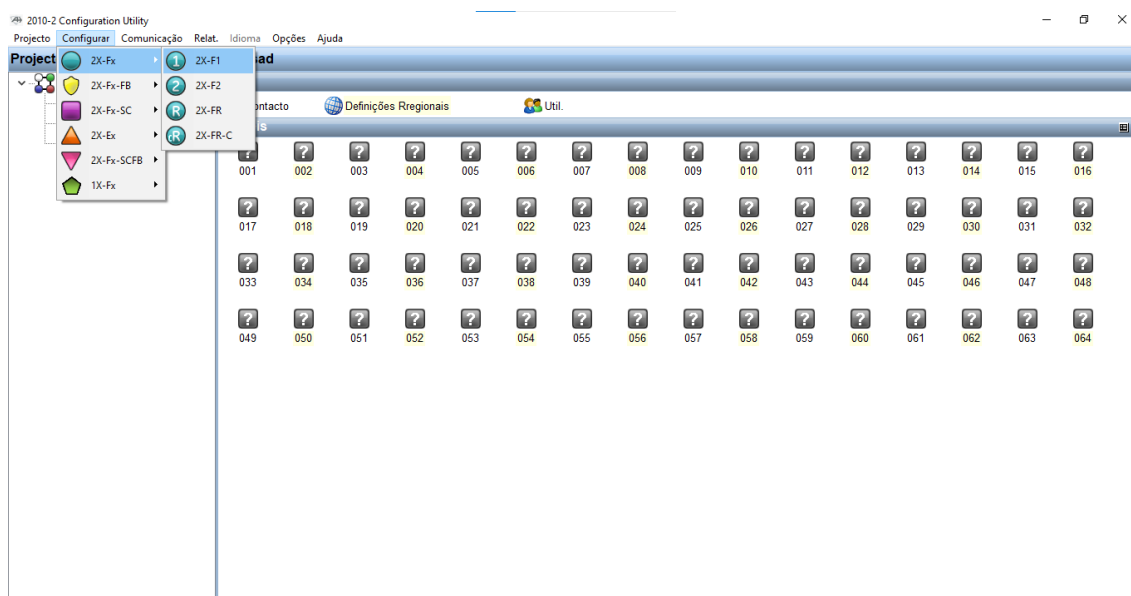 2010-2 Configuration Utility
Projecto Configurar Comunicação Relat. Idioma Opções Ajuda
Project
sad
2X-Fx
2X-Fx-FB
2X-Fx-SC
2X-Ex
2X-Fx-SCFB
1X-Fx
1 2X-F1
2 2X-F2
R 2X-FR
cR 2X-FR-C
ontacto Definições Rregionais Util.
s
? ? ? ? ? ? ? ? ? ? ? ? ? ? ? ?
001 002 003 004 005 006 007 008 009 010 011 012 013 014 015 016
? ? ? ? ? ? ? ? ? ? ? ? ? ? ? ?
017 018 019 020 021 022 023 024 025 026 027 028 029 030 031 032
? ? ? ? ? ? ? ? ? ? ? ? ? ? ? ?
033 034 035 036 037 038 039 040 041 042 043 044 045 046 047 048
? ? ? ? ? ? ? ? ? ? ? ? ? ? ? ?
049 050 051 052 053 054 055 056 057 058 059 060 061 062 063 064